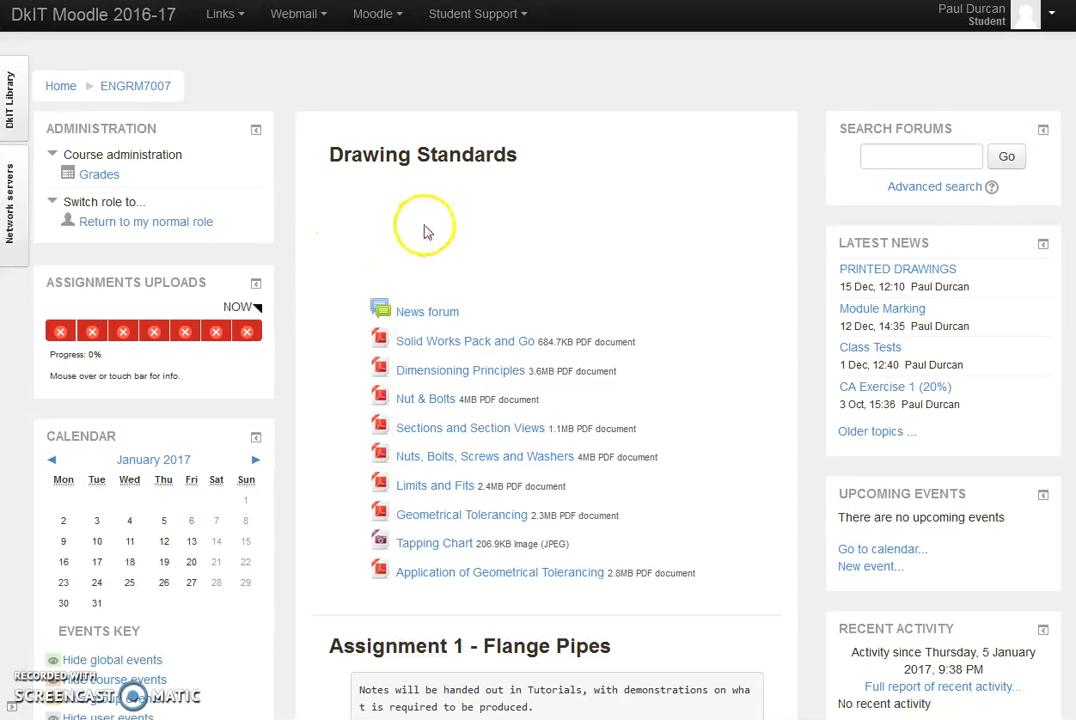 DkIT Moodle 2016-17
Links
Webmail
Moodle
Student Support
Paul Durcan
Student
DkIT Library
Network servers
Home
ENGRM7007
ADMINISTRATION
Course administration
Grades
Switch role to...
Return to my normal role
ASSIGNMENTS UPLOADS
NOW
Progress: 0%
Mouse over or touch bar for info.
CALENDAR
January 2017
Mon Tue Wed Thu Fri Sat Sun
1
2 3 4 5 6 7 8
9 10 11 12 13 14 15
16 17 18 19 20 21 22
23 24 25 26 27 28 29
30 31
EVENTS KEY
Hide global events
Hide course events
Hide user events
RECORDED WITH
SCREENCAST MATIC
Drawing Standards
News forum
Solid Works Pack and Go 684.7KB PDF document
Dimensioning Principles 3.6MB PDF document
Nut & Bolts 4MB PDF document
Sections and Section Views 1.1MB PDF document
Nuts, Bolts, Screws and Washers 4MB PDF document
Limits and Fits 2.4MB PDF document
Geometrical Tolerancing 2.3MB PDF document
Tapping Chart 206.9KB Image (JPEG)
Application of Geometrical Tolerancing 2.8MB PDF document
Assignment 1 - Flange Pipes
Notes will be handed out in Tutorials, with demonstrations on wha
t is required to be produced.
SEARCH FORUMS
Go
Advanced search
LATEST NEWS
PRINTED DRAWINGS
15 Dec, 12:10 Paul Durcan
Module Marking
12 Dec, 14:35 Paul Durcan
Class Tests
1 Dec, 12:40 Paul Durcan
CA Exercise 1 (20%)
3 Oct, 15:36 Paul Durcan
Older topics ...
UPCOMING EVENTS
There are no upcoming events
Go to calendar...
New event...
RECENT ACTIVITY
Activity since Thursday, 5 January
2017, 9:38 PM
Full report of recent activity...
No recent activity